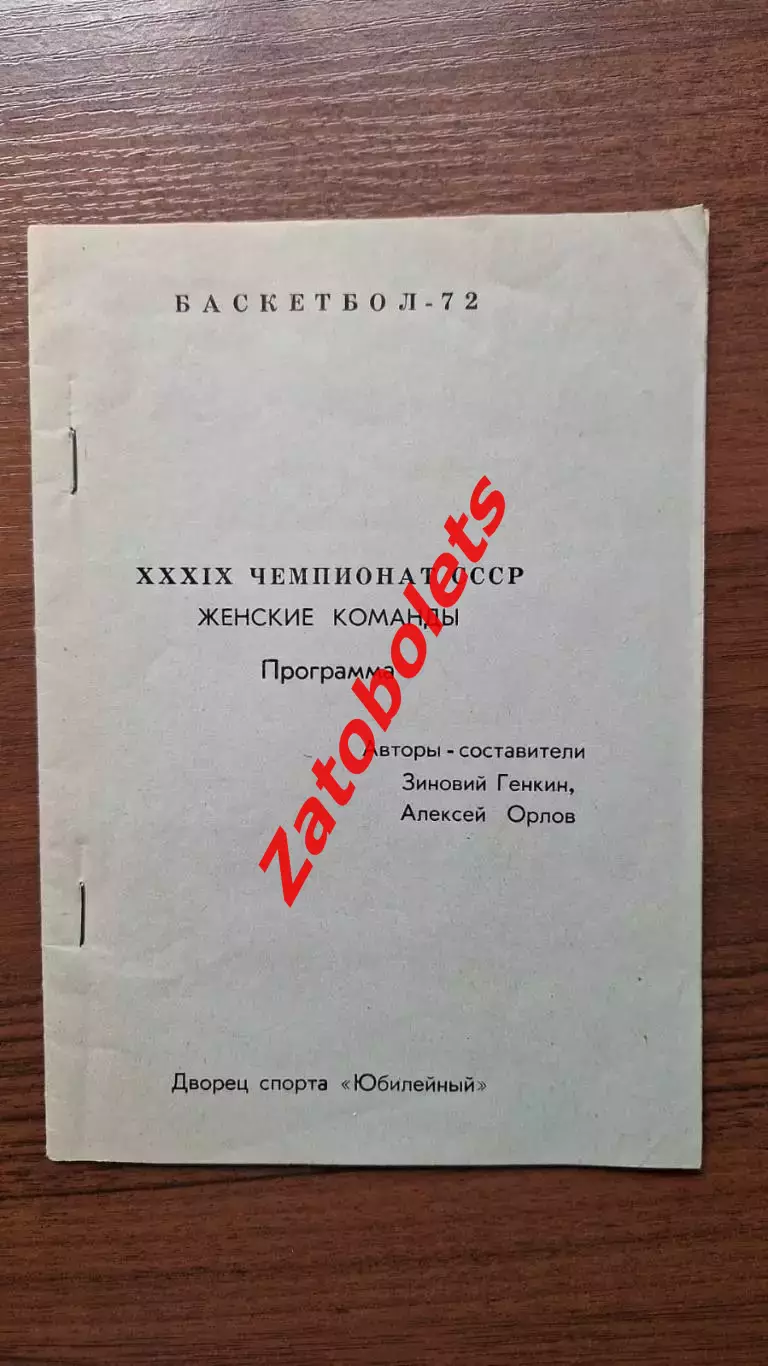 БАСКЕТБОЛ-72
XXXIX ЧЕМПИОНАТ СССР
ЖЕНСКИЕ КОМАНДЫ
Программа
Авторы-составители
Зиновий Генкин,
Алексей Орлов
Дворец спорта «Юбилейный»
Zatobolets